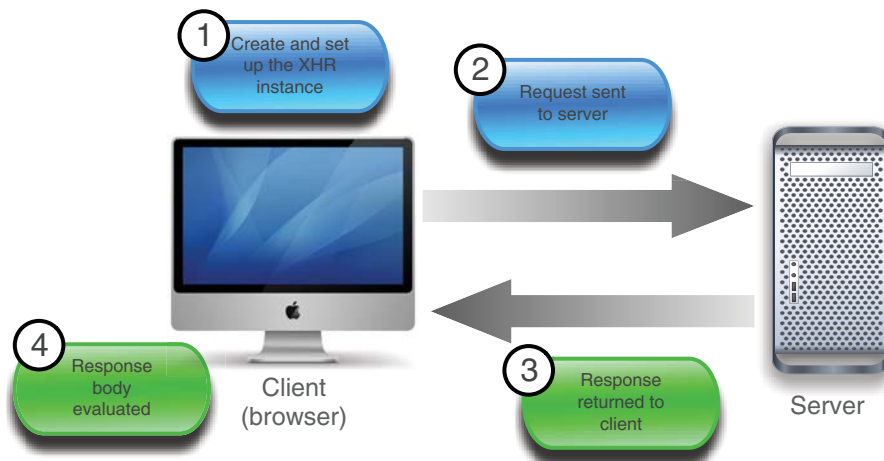 1
Create and set
up the XHR
instance
2
Request sent
to server
4
Response
body
evaluated
Client
(browser)
3
Response
returned to
client
Server